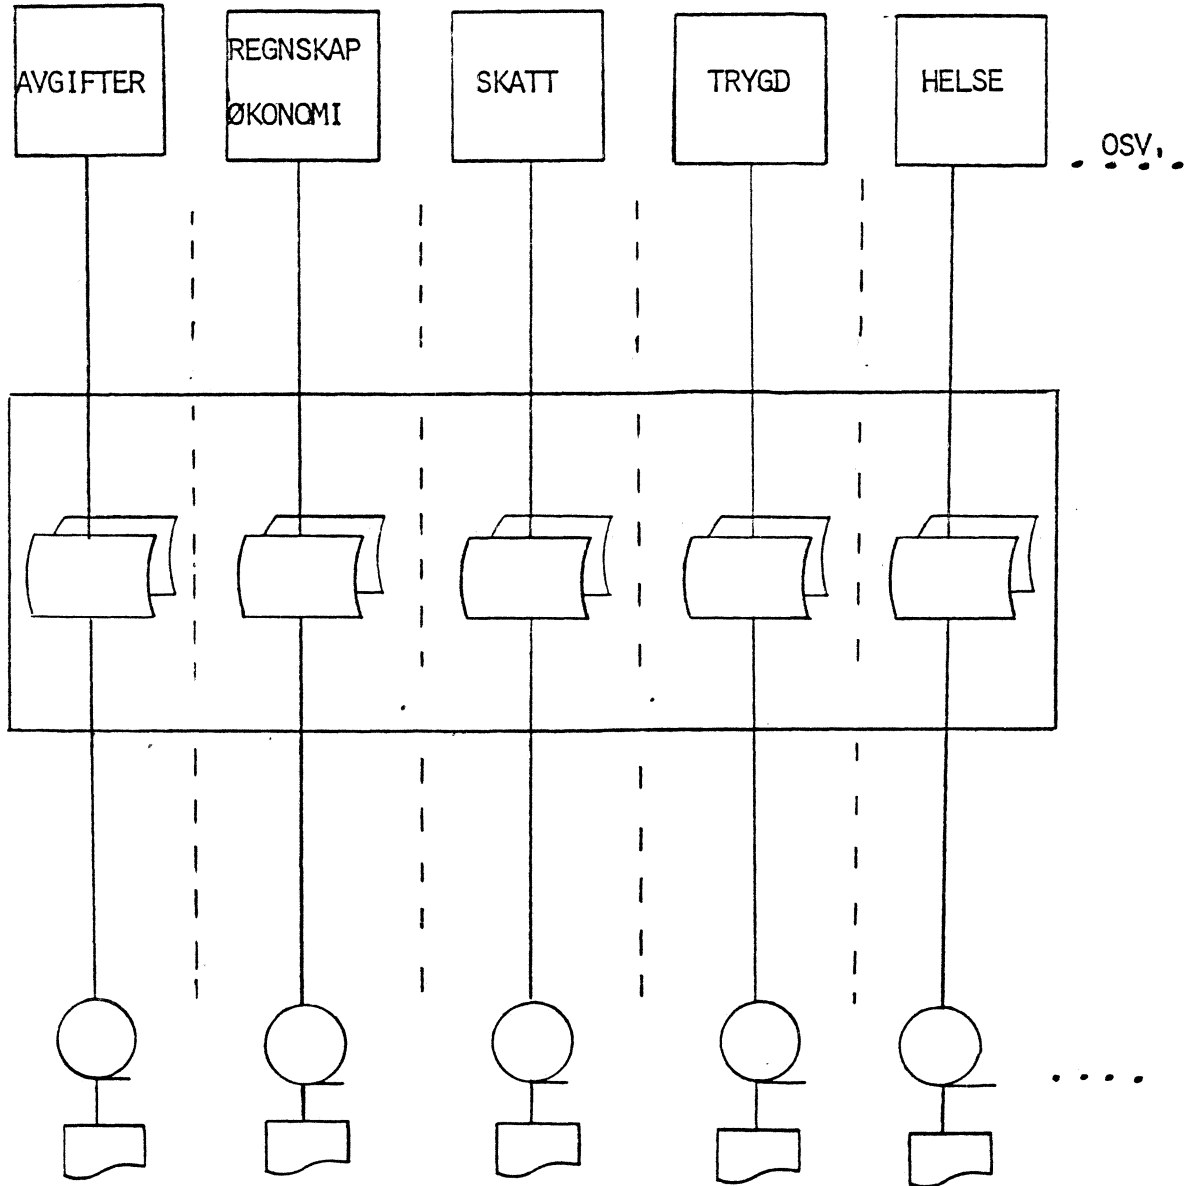 AVGIFTER
REGNSKAP
ØKONOMI
SKATT
TRYGD
HELSE
OSV.